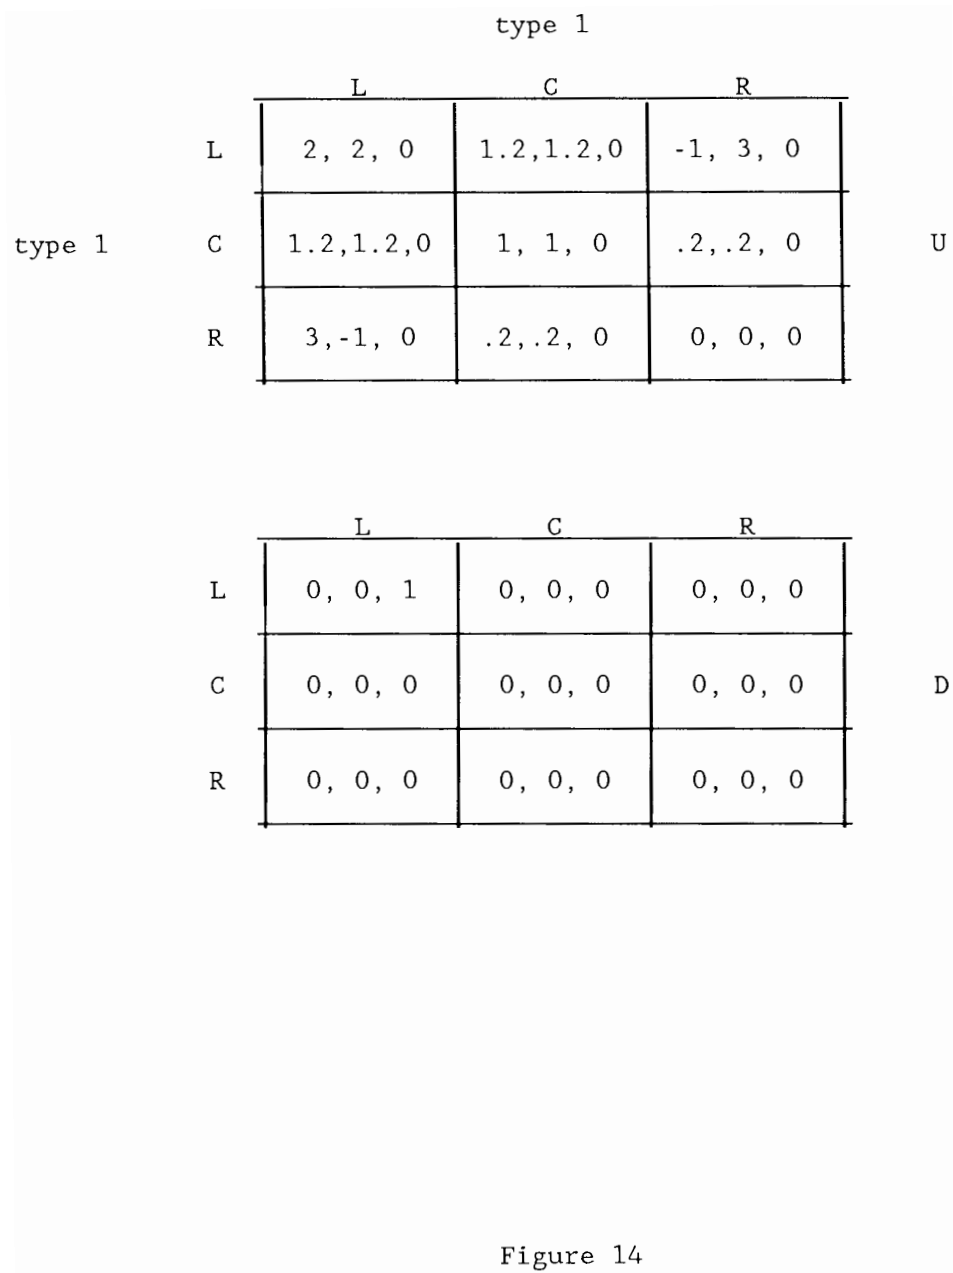 type 1
L C R
L 2, 2, 0 1.2,1.2,0 -1, 3, 0
type 1 C 1.2,1.2,0 1, 1, 0 .2,.2, 0 U
R 3,-1, 0 .2,.2, 0 0, 0, 0
L C R
L 0, 0, 1 0, 0, 0 0, 0, 0
C 0, 0, 0 0, 0, 0 0, 0, 0 D
R 0, 0, 0 0, 0, 0 0, 0, 0
Figure 14